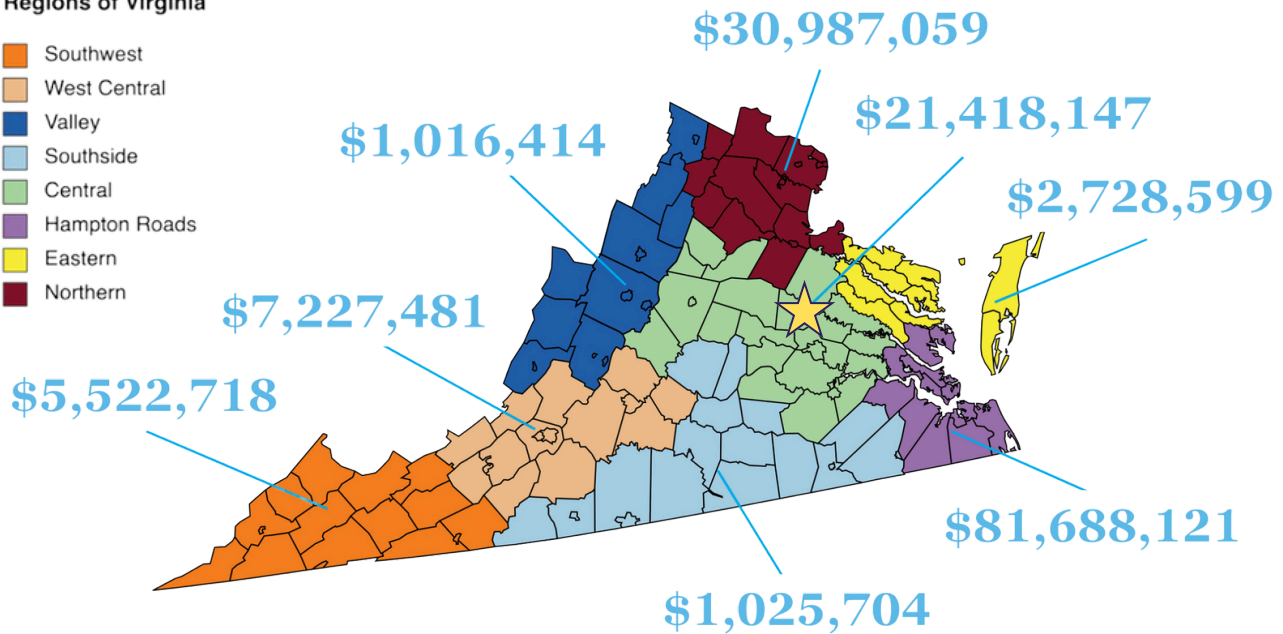 Regions of Virginia
Southwest
West Central
Valley
Southside
Central
Hampton Roads
Eastern
Northern
$30,987,059
$21,418,147
$1,016,414
$2,728,599
$7,227,481
$5,522,718
$81,688,121
$1,025,704